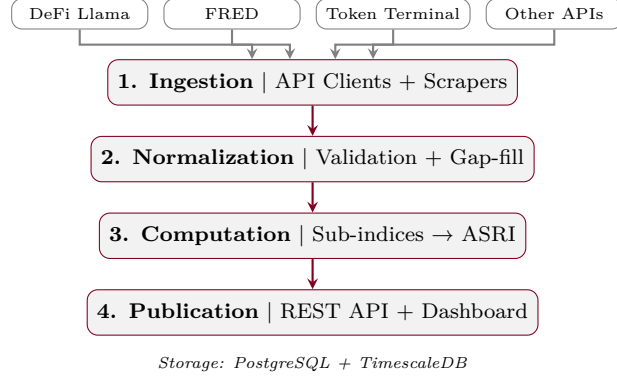 DeFi Llama
FRED
Token Terminal
Other APIs
1. Ingestion | API Clients + Scrapers
2. Normalization | Validation + Gap-fill
3. Computation | Sub-indices → ASRI
4. Publication | REST API + Dashboard
Storage: PostgreSQL + TimescaleDB